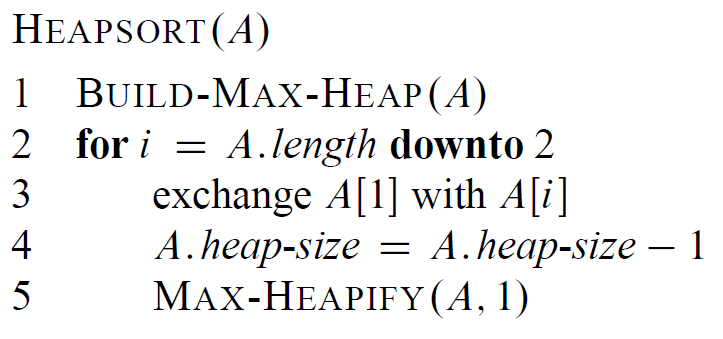 HEAPSORT(A)
1 BUILD-MAX-HEAP(A)
2 for i = A.length downto 2
3 exchange A[1] with A[i]
4 A.heap-size = A.heap-size − 1
5 MAX-HEAPIFY(A, 1)